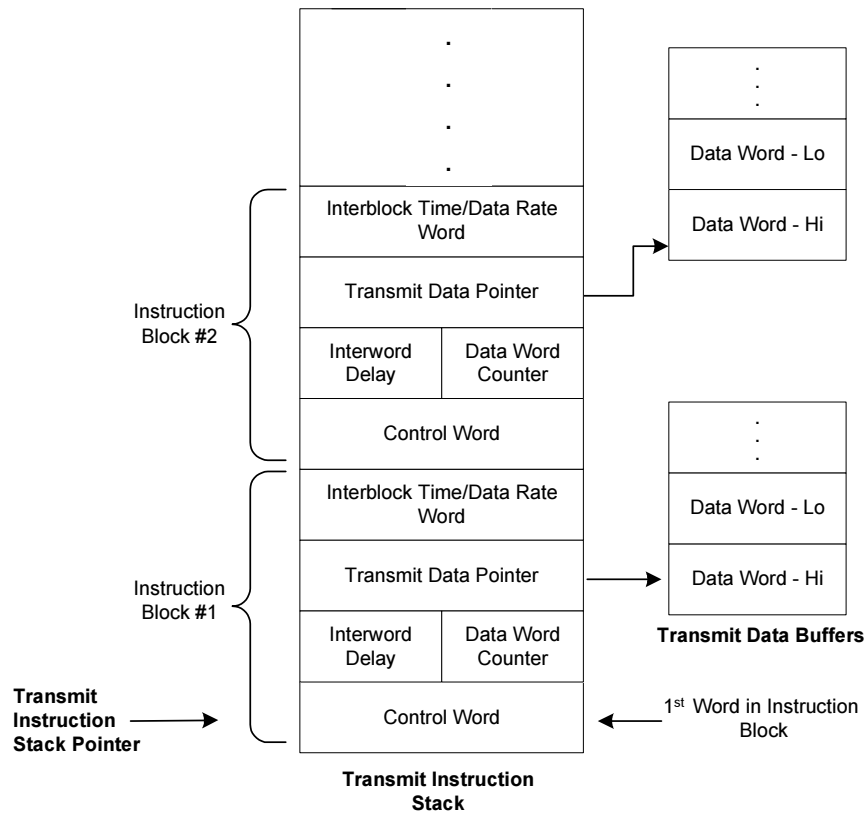 .
.
.
.
.
.
.
Data Word - Lo
Data Word - Hi
Interblock Time/Data Rate
Word
Transmit Data Pointer
Instruction
Block #2
Interword
Delay
Data Word
Counter
Control Word
.
.
.
Data Word - Lo
Data Word - Hi
Transmit Data Buffers
Interblock Time/Data Rate
Word
Transmit Data Pointer
Instruction
Block #1
Interword
Delay
Data Word
Counter
Transmit
Instruction
Stack Pointer
Control Word
1st Word in Instruction
Block
Transmit Instruction
Stack